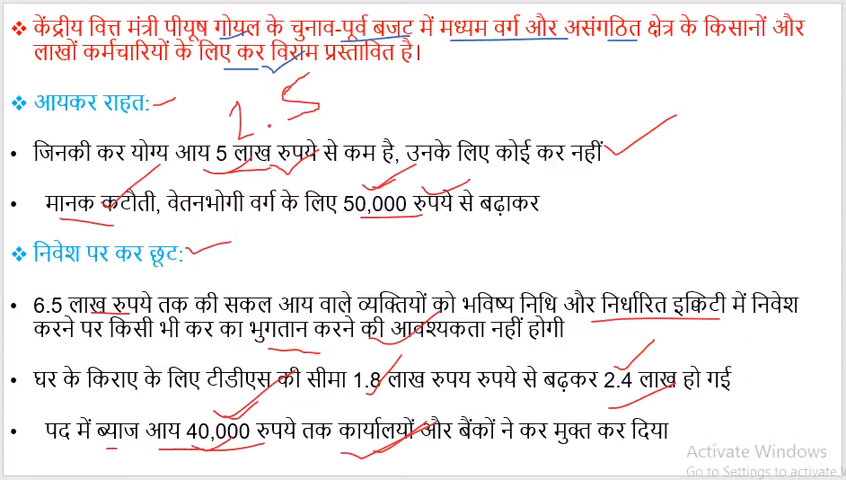 ❖ केंद्रीय वित्त मंत्री पीयूष गोयल के चुनाव-पूर्व बजट में मध्यम वर्ग और असंगठित क्षेत्र के किसानों और
लाखों कर्मचारियों के लिए कर विराम प्रस्तावित है।
❖ आयकर राहत:
2.5
• जिनकी कर योग्य आय 5 लाख रुपये से कम है, उनके लिए कोई कर नहीं
• मानक कटौती, वेतनभोगी वर्ग के लिए 50,000 रुपये से बढ़ाकर
❖ निवेश पर कर छूट:
• 6.5 लाख रुपये तक की सकल आय वाले व्यक्तियों को भविष्य निधि और निर्धारित इक्विटी में निवेश
करने पर किसी भी कर का भुगतान करने की आवश्यकता नहीं होगी
• घर के किराए के लिए टीडीएस की सीमा 1.8 लाख रुपय रुपये से बढ़कर 2.4 लाख हो गई
• पद में ब्याज आय 40,000 रुपये तक कार्यालयों और बैंकों ने कर मुक्त कर दिया
Activate Windows
Go to Settings to activate W